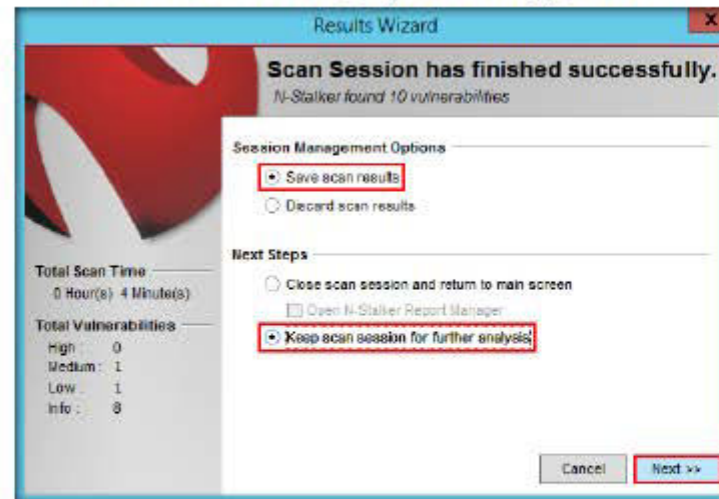 Results Wizard
X
Scan Session has finished successfully.
N-Stalker found 10 vulnerabilities
Session Management Options
Save scan results
Discard scan results
Next Steps
Close scan session and return to main screen
Open N-Stalker Report Manager
Keep scan session for further analysis
Total Scan Time
0 Hour(s) 4 Minute(s)
Total Vulnerabilities
High : 0
Medium : 1
Low : 1
Info : 8
Cancel
Next >>